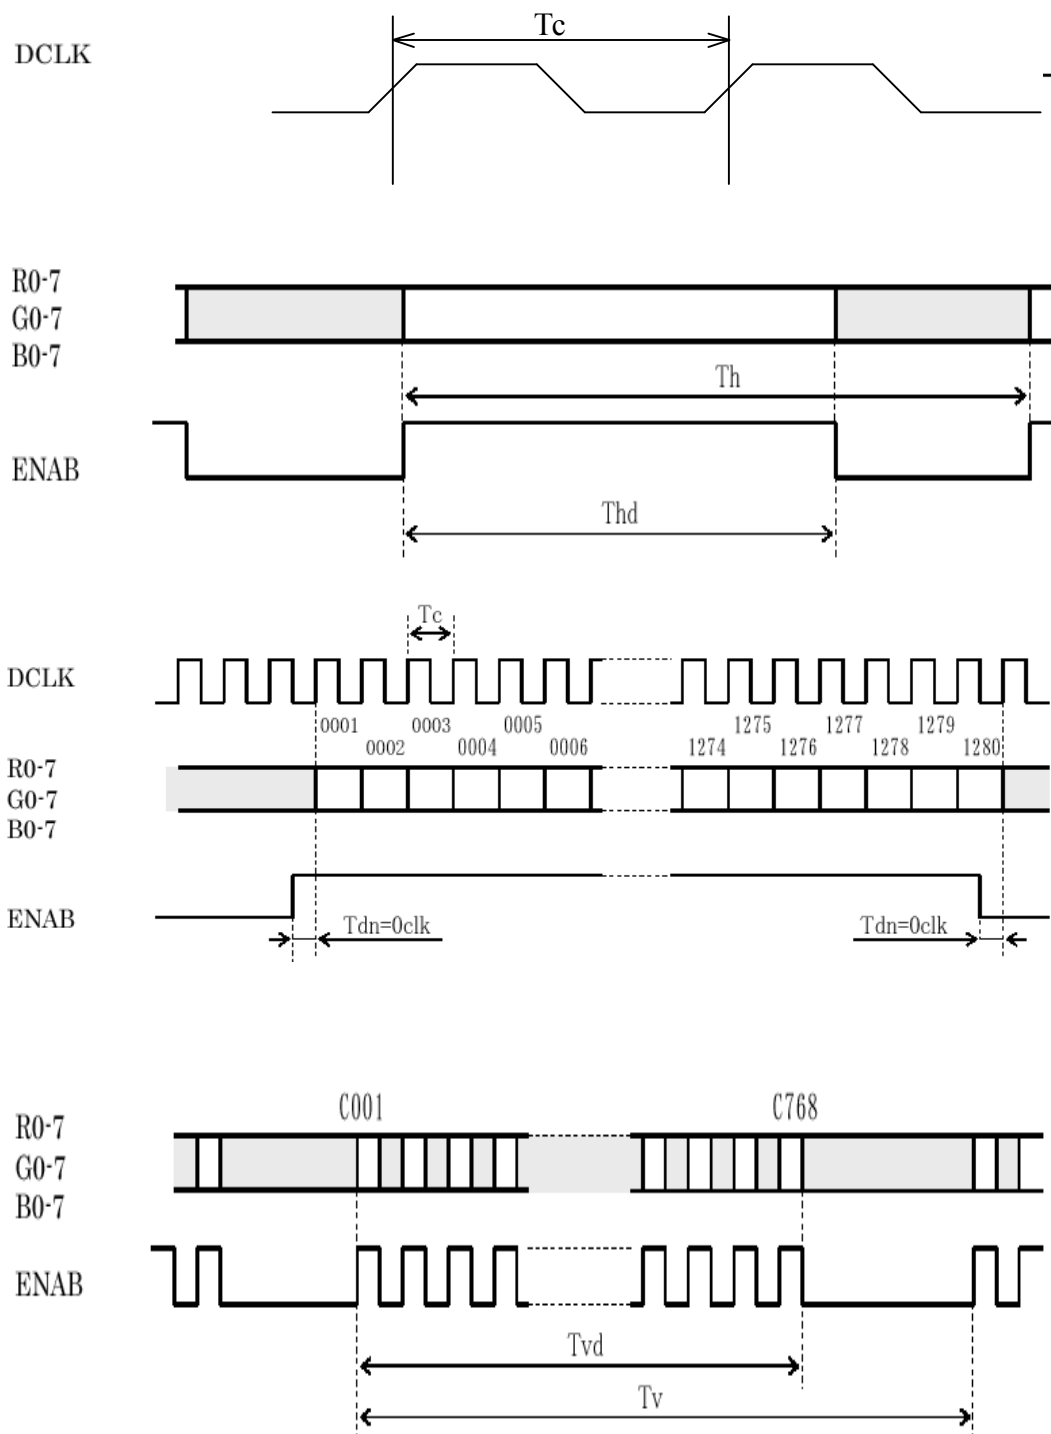 Tc
DCLK
R0-7
G0-7
B0-7
Th
ENAB
Thd
Tc
DCLK
0001 0003 0005 1275 1277 1279
0002 0004 0006 1274 1276 1278 1280
R0-7
G0-7
B0-7
ENAB
Tdn=0clk Tdn=0clk
C001 C768
R0-7
G0-7
B0-7
ENAB
Tvd
Tv